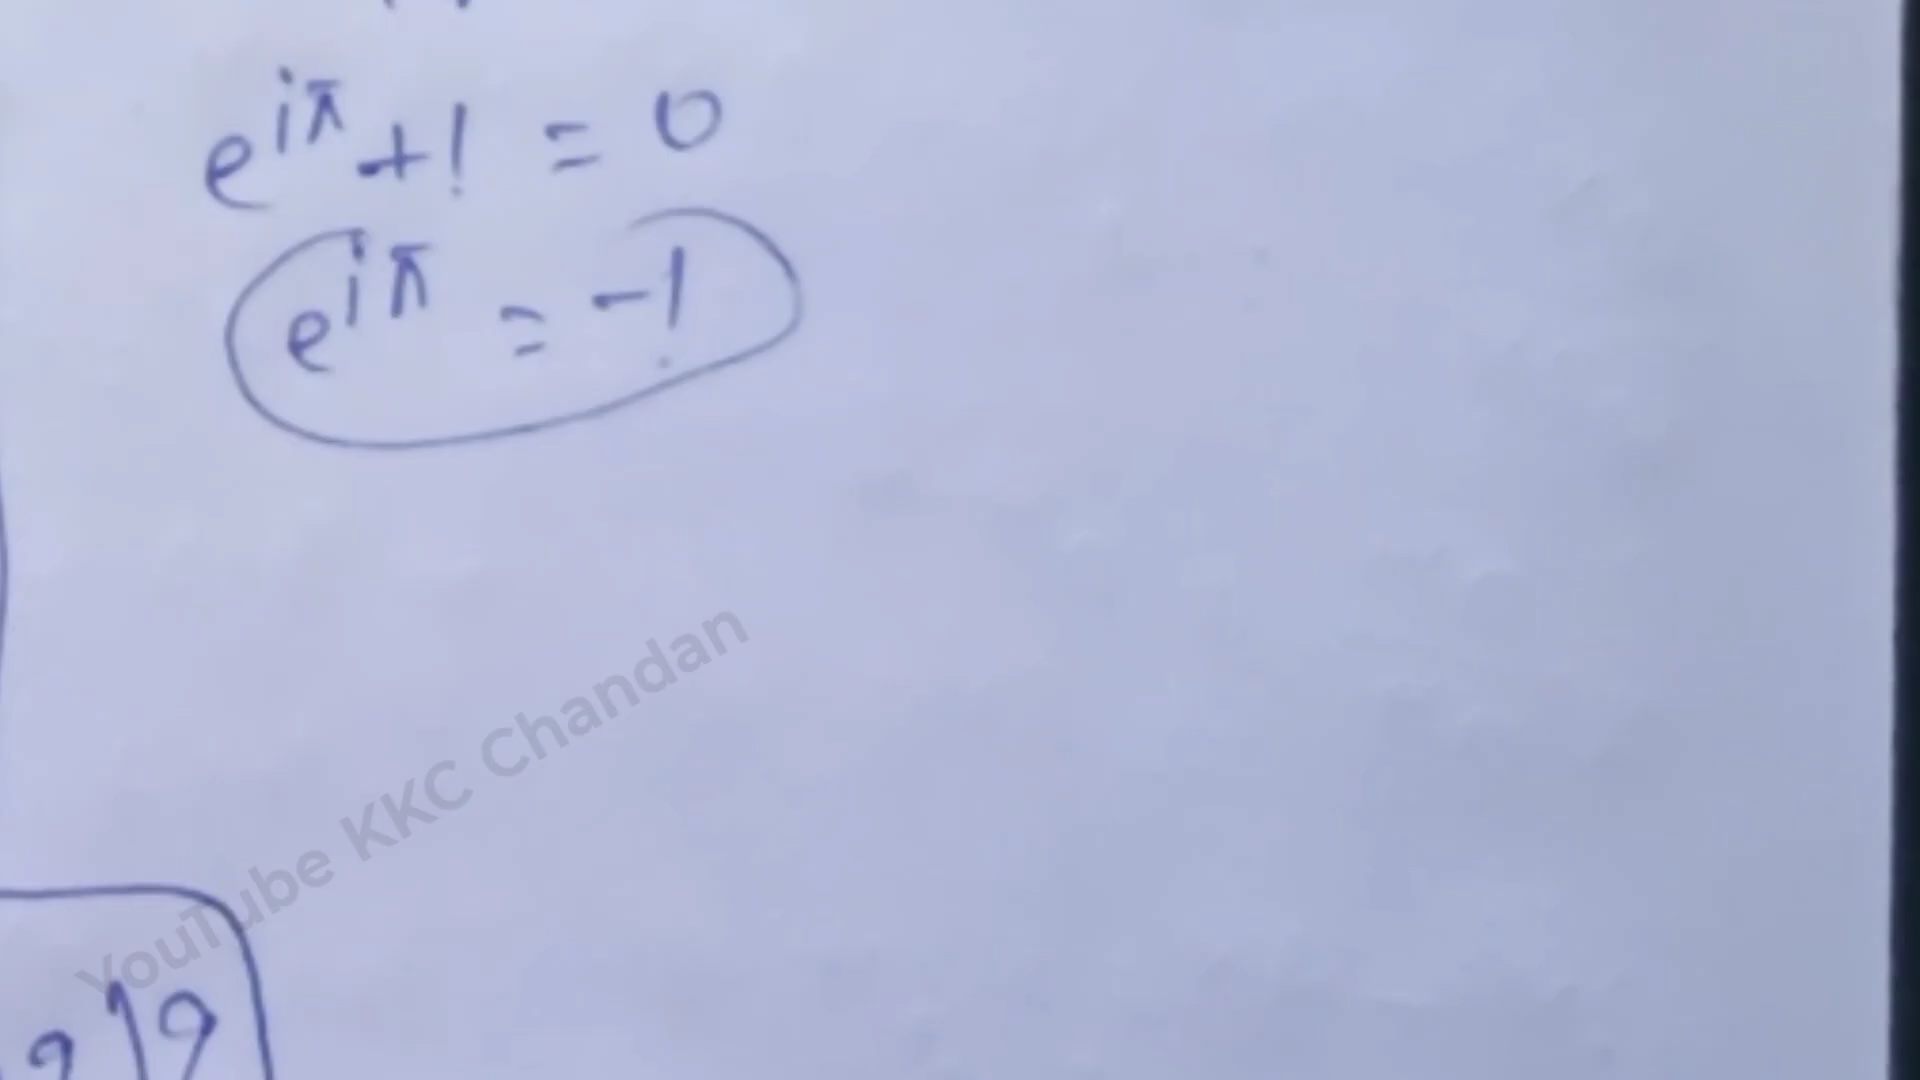 e^{iπ} + 1 = 0
e^{iπ} = -1
YouTube KKC Chandan